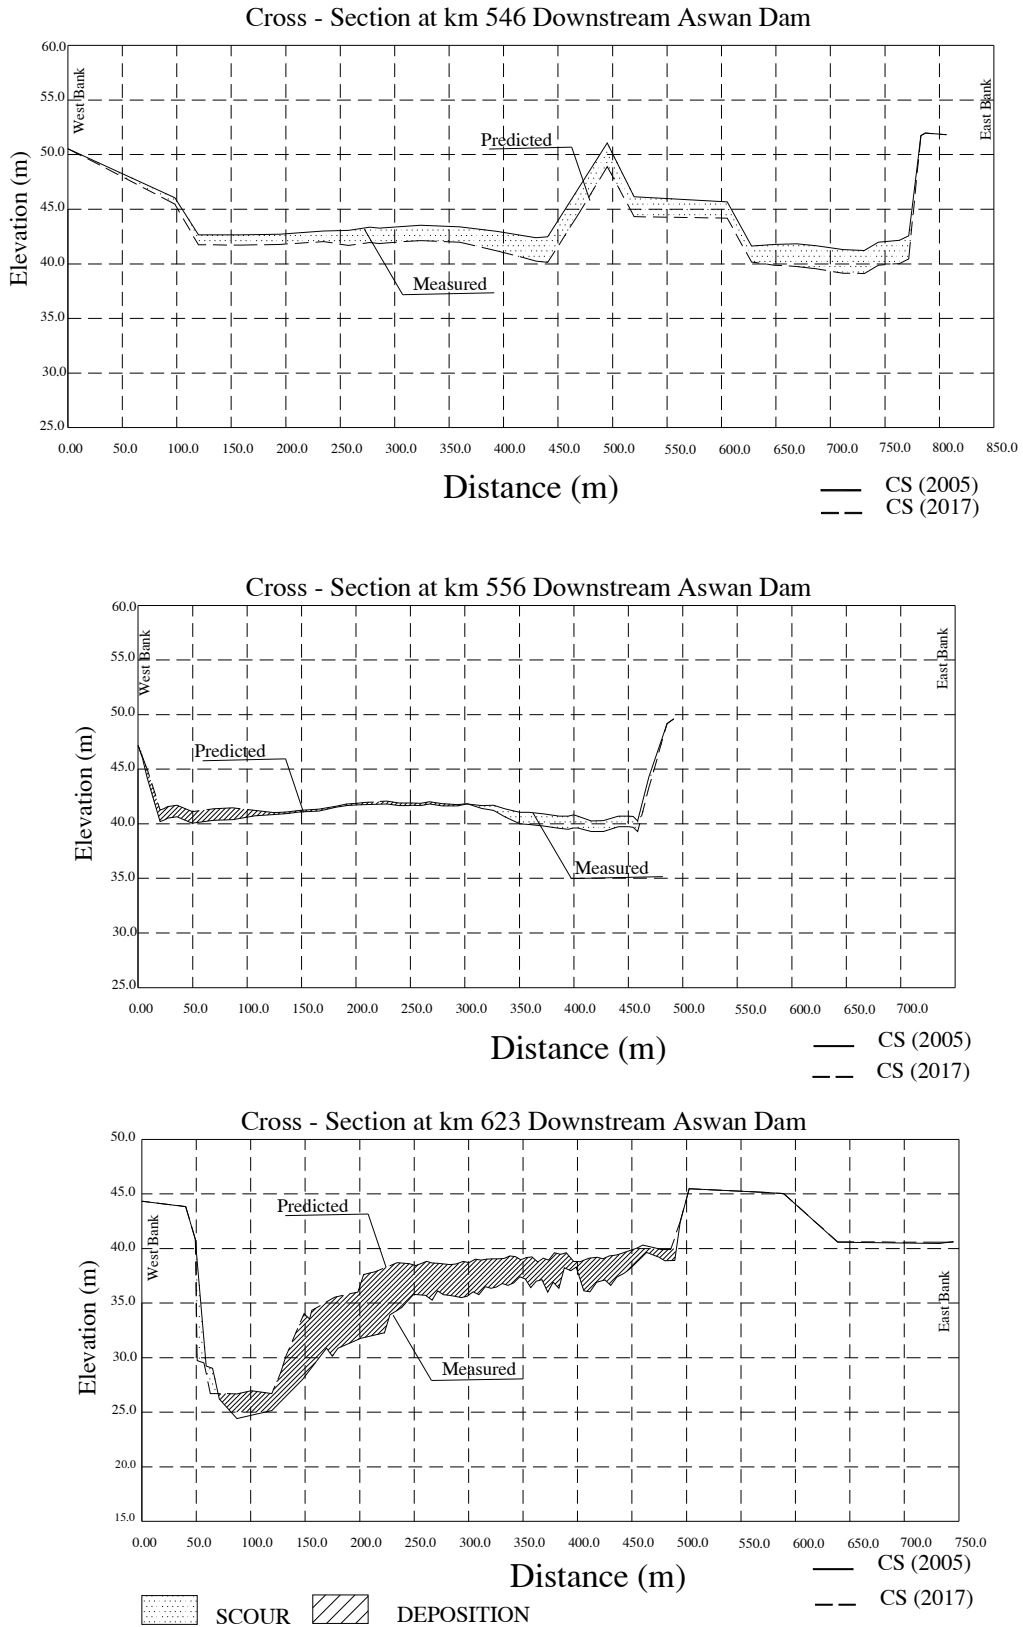 Cross - Section at km 546 Downstream Aswan Dam
60.0
55.0
50.0
45.0
40.0
35.0
30.0
25.0
Elevation (m)
West Bank
East Bank
Predicted
Measured
0.00 50.0 100.0 150.0 200.0 250.0 300.0 350.0 400.0 450.0 500.0 550.0 600.0 650.0 700.0 750.0 800.0 850.0
Distance (m)
CS (2005)
CS (2017)
Cross - Section at km 556 Downstream Aswan Dam
60.0
55.0
50.0
45.0
40.0
35.0
30.0
25.0
Elevation (m)
West Bank
East Bank
Predicted
Measured
0.00 50.0 100.0 150.0 200.0 250.0 300.0 350.0 400.0 450.0 500.0 550.0 600.0 650.0 700.0
Distance (m)
CS (2005)
CS (2017)
Cross - Section at km 623 Downstream Aswan Dam
50.0
45.0
40.0
35.0
30.0
25.0
20.0
15.0
Elevation (m)
West Bank
East Bank
Predicted
Measured
0.00 50.0 100.0 150.0 200.0 250.0 300.0 350.0 400.0 450.0 500.0 550.0 600.0 650.0 700.0 750.0
Distance (m)
CS (2005)
CS (2017)
SCOUR
DEPOSITION